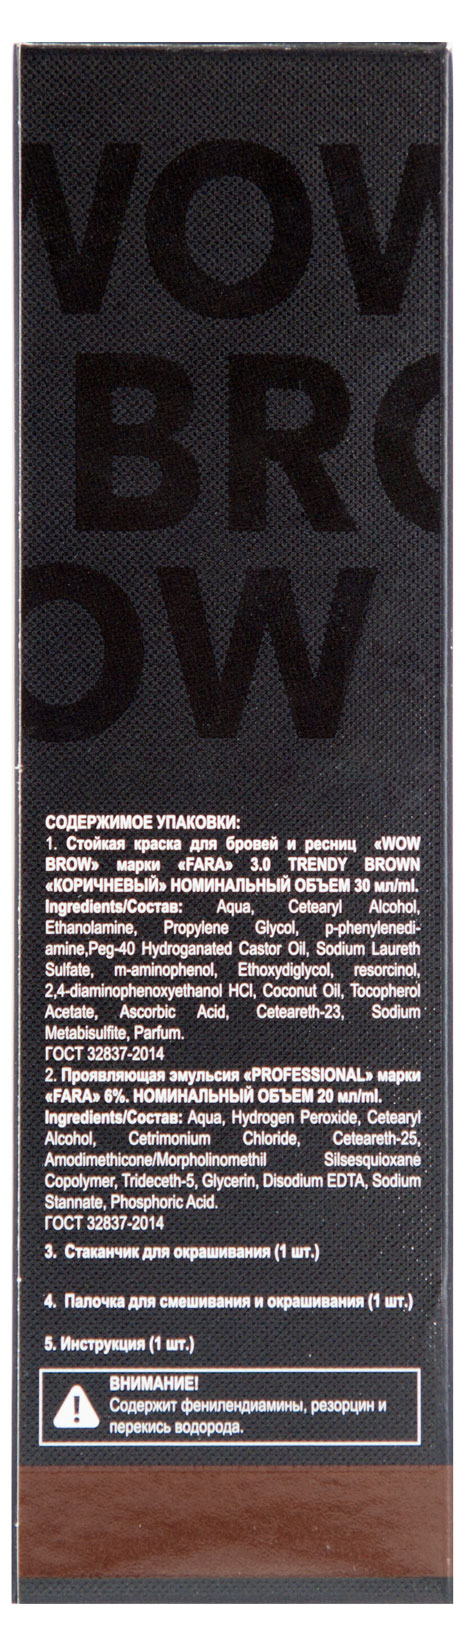 WOW
BRO
OW
СОДЕРЖИМОЕ УПАКОВКИ:
1. Стойкая краска для бровей и ресниц «WOW
BROW» марки «FARA» 3.0 TRENDY BROWN
«КОРИЧНЕВЫЙ» НОМИНАЛЬНЫЙ ОБЪЕМ 30 мл/ml.
Ingredients/Состав: Aqua, Cetearyl Alcohol,
Ethanolamine, Propylene Glycol, p-phenylenedi-
amine,Peg-40 Hydroganated Castor Oil, Sodium Laureth
Sulfate, m-aminophenol, Ethoxydiglycol, resorcinol,
2,4-diaminophenoxyethanol HCl, Coconut Oil, Tocopherol
Acetate, Ascorbic Acid, Ceteareth-23, Sodium
Metabisulfite, Parfum.
ГОСТ 32837-2014
2. Проявляющая эмульсия «PROFESSIONAL» марки
«FARA» 6%. НОМИНАЛЬНЫЙ ОБЪЕМ 20 мл/ml.
Ingredients/Состав: Aqua, Hydrogen Peroxide, Cetearyl
Alcohol, Cetrimonium Chloride, Ceteareth-25,
Amodimethicone/Morpholinomethil Silsesquioxane
Copolymer, Trideceth-5, Glycerin, Disodium EDTA, Sodium
Stannate, Phosphoric Acid.
ГОСТ 32837-2014
3. Стаканчик для окрашивания (1 шт.)
4. Палочка для смешивания и окрашивания (1 шт.)
5. Инструкция (1 шт.)
ВНИМАНИЕ!
Содержит фенилендиамины, резорцин и
перекись водорода.